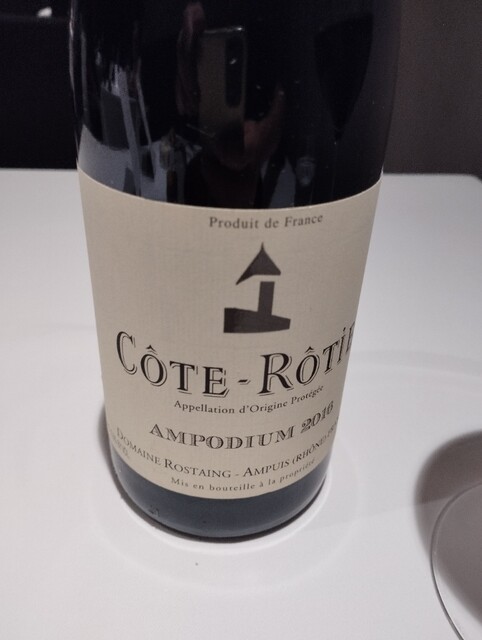 Produit de France
CÔTE-RÔTIE
Appellation d'Origine Protégée
AMPODIUM 2016
DOMAINE ROSTAING - AMPUIS (RHÔNE)
Mis en bouteille à la propriété